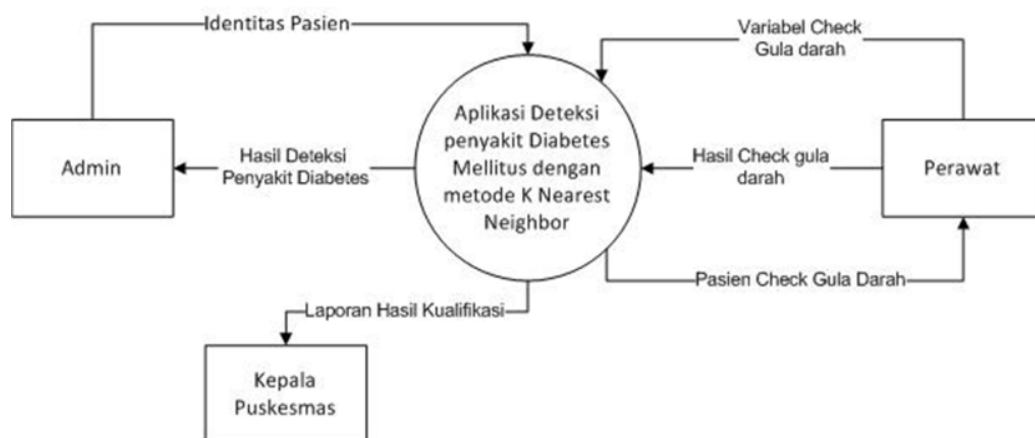 Identitas Pasien
Variabel Check
Gula darah
Admin
Hasil Deteksi
Penyakit Diabetes
Aplikasi Deteksi
penyakit Diabetes
Mellitus dengan
metode K Nearest
Neighbor
Hasil Check gula
darah
Perawat
Pasien Check Gula Darah
Laporan Hasil Kualifikasi
Kepala
Puskesmas